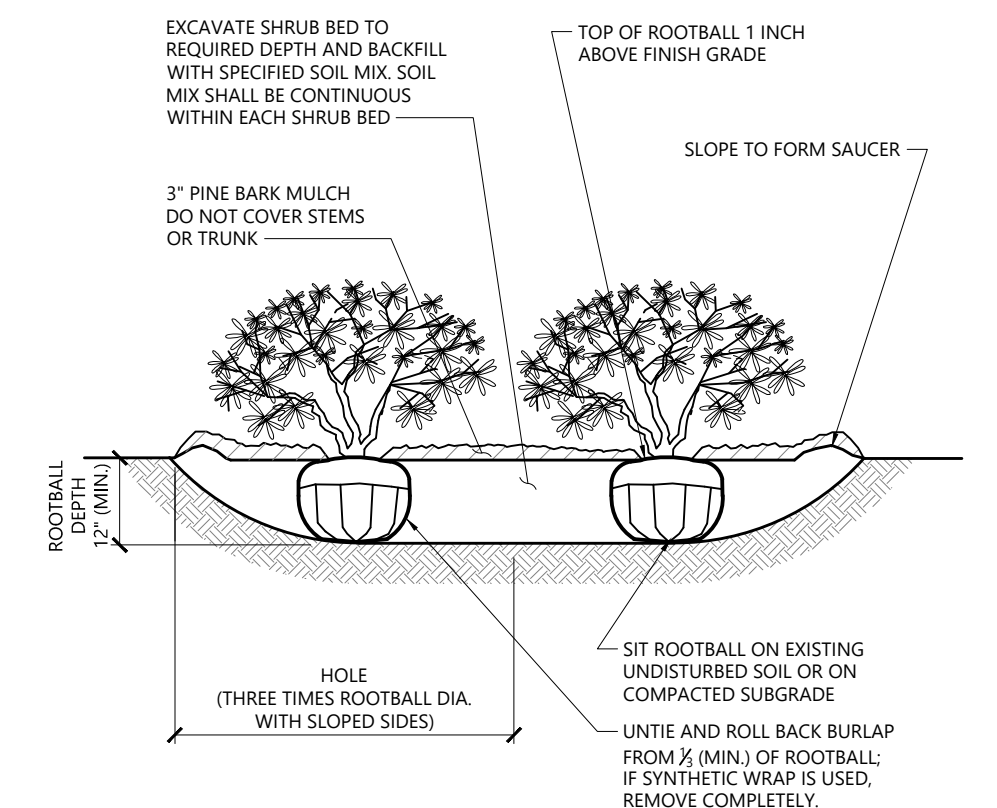 EXCAVATE SHRUB BED TO
REQUIRED DEPTH AND BACKFILL
WITH SPECIFIED SOIL MIX. SOIL
MIX SHALL BE CONTINUOUS
WITHIN EACH SHRUB BED
TOP OF ROOTBALL 1 INCH
ABOVE FINISH GRADE
SLOPE TO FORM SAUCER
3" PINE BARK MULCH
DO NOT COVER STEMS
OR TRUNK
ROOTBALL
DEPTH
12" (MIN.)
HOLE
(THREE TIMES ROOTBALL DIA.
WITH SLOPED SIDES)
SIT ROOTBALL ON EXISTING
UNDISTURBED SOIL OR ON
COMPACTED SUBGRADE
UNTIE AND ROLL BACK BURLAP
FROM 1/3 (MIN.) OF ROOTBALL;
IF SYNTHETIC WRAP IS USED,
REMOVE COMPLETELY.